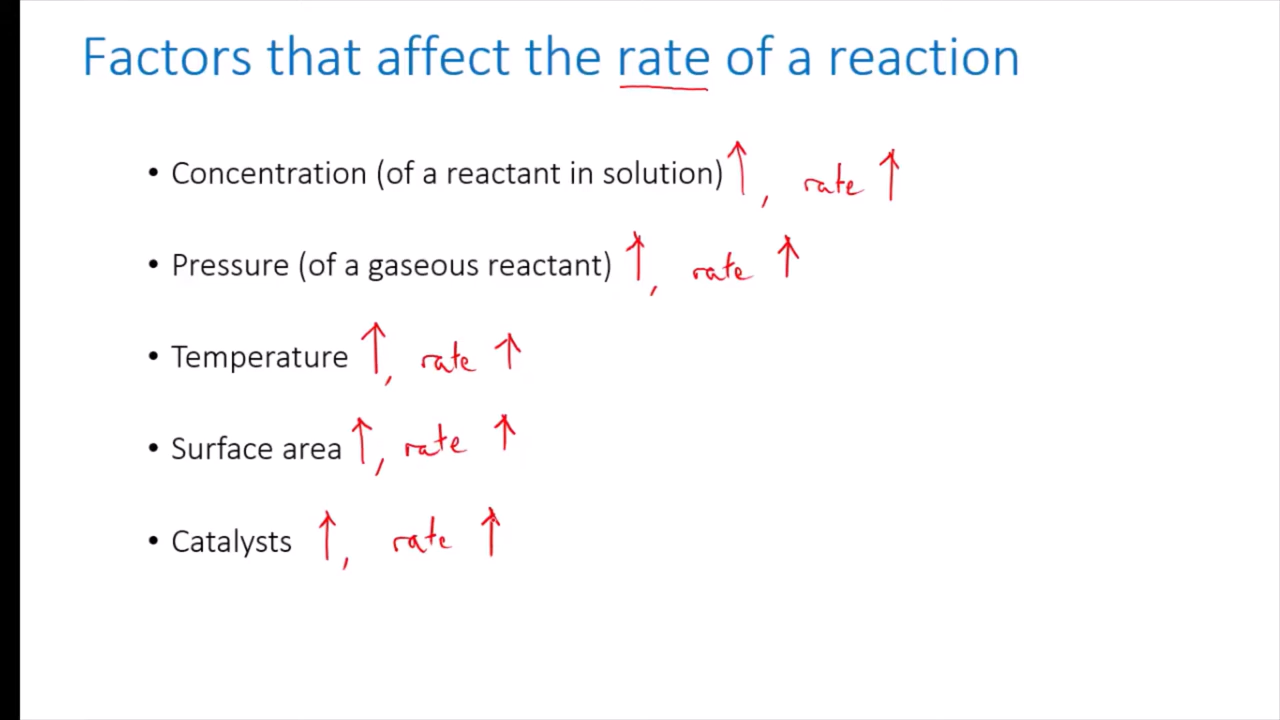 Factors that affect the rate of a reaction
• Concentration (of a reactant in solution) ↑, rate ↑
• Pressure (of a gaseous reactant) ↑, rate ↑
• Temperature ↑, rate ↑
• Surface area ↑, rate ↑
• Catalysts ↑, rate ↑